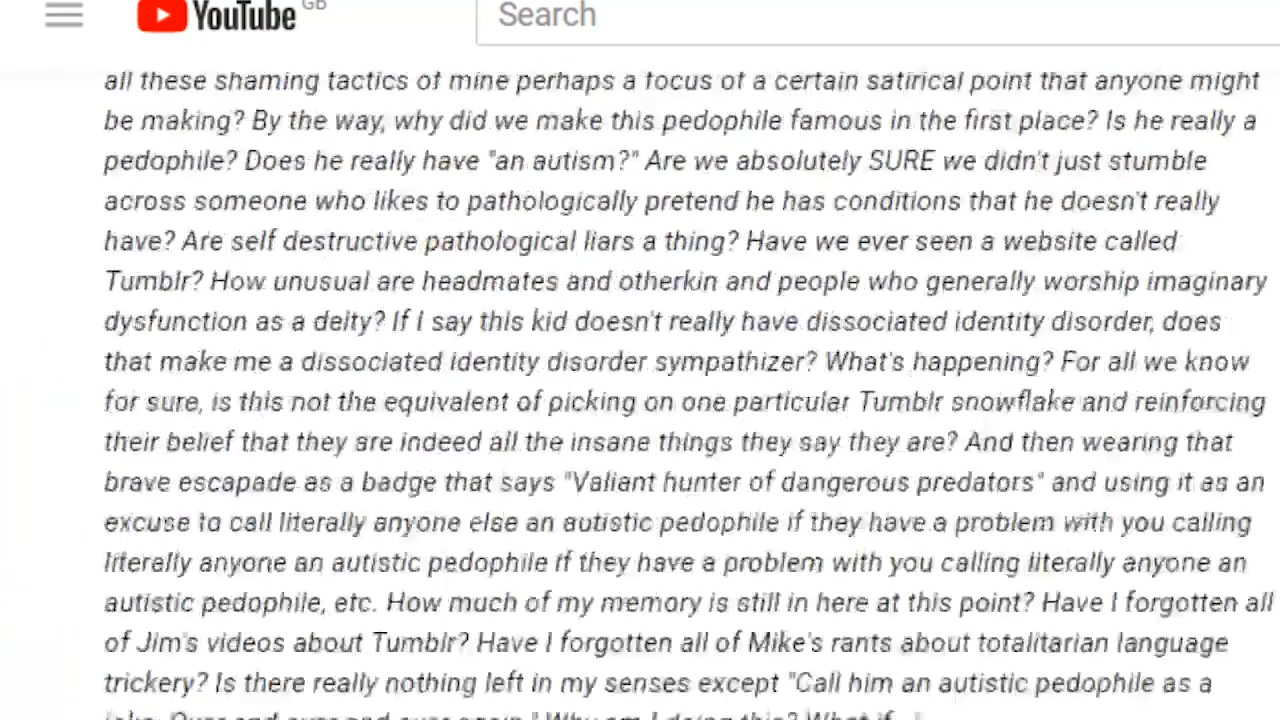 YouTube GB
Search
all these shaming tactics of mine perhaps a focus of a certain satirical point that anyone might
be making? By the way, why did we make this pedophile famous in the first place? Is he really a
pedophile? Does he really have "an autism?" Are we absolutely SURE we didn't just stumble
across someone who likes to pathologically pretend he has conditions that he doesn't really
have? Are self destructive pathological liars a thing? Have we ever seen a website called
Tumblr? How unusual are headmates and otherkin and people who generally worship imaginary
dysfunction as a deity? If I say this kid doesn't really have dissociated identity disorder, does
that make me a dissociated identity disorder sympathizer? What's happening? For all we know
for sure, is this not the equivalent of picking on one particular Tumblr snowflake and reinforcing
their belief that they are indeed all the insane things they say they are? And then wearing that
brave escapade as a badge that says "Valiant hunter of dangerous predators" and using it as an
excuse to call literally anyone else an autistic pedophile if they have a problem with you calling
literally anyone an autistic pedophile if they have a problem with you calling literally anyone an
autistic pedophile, etc. How much of my memory is still in here at this point? Have I forgotten all
of Jim's videos about Tumblr? Have I forgotten all of Mike's rants about totalitarian language
trickery? Is there really nothing left in my senses except "Call him an autistic pedophile as a
joke. Over and over and over again." Why am I doing this? What if...